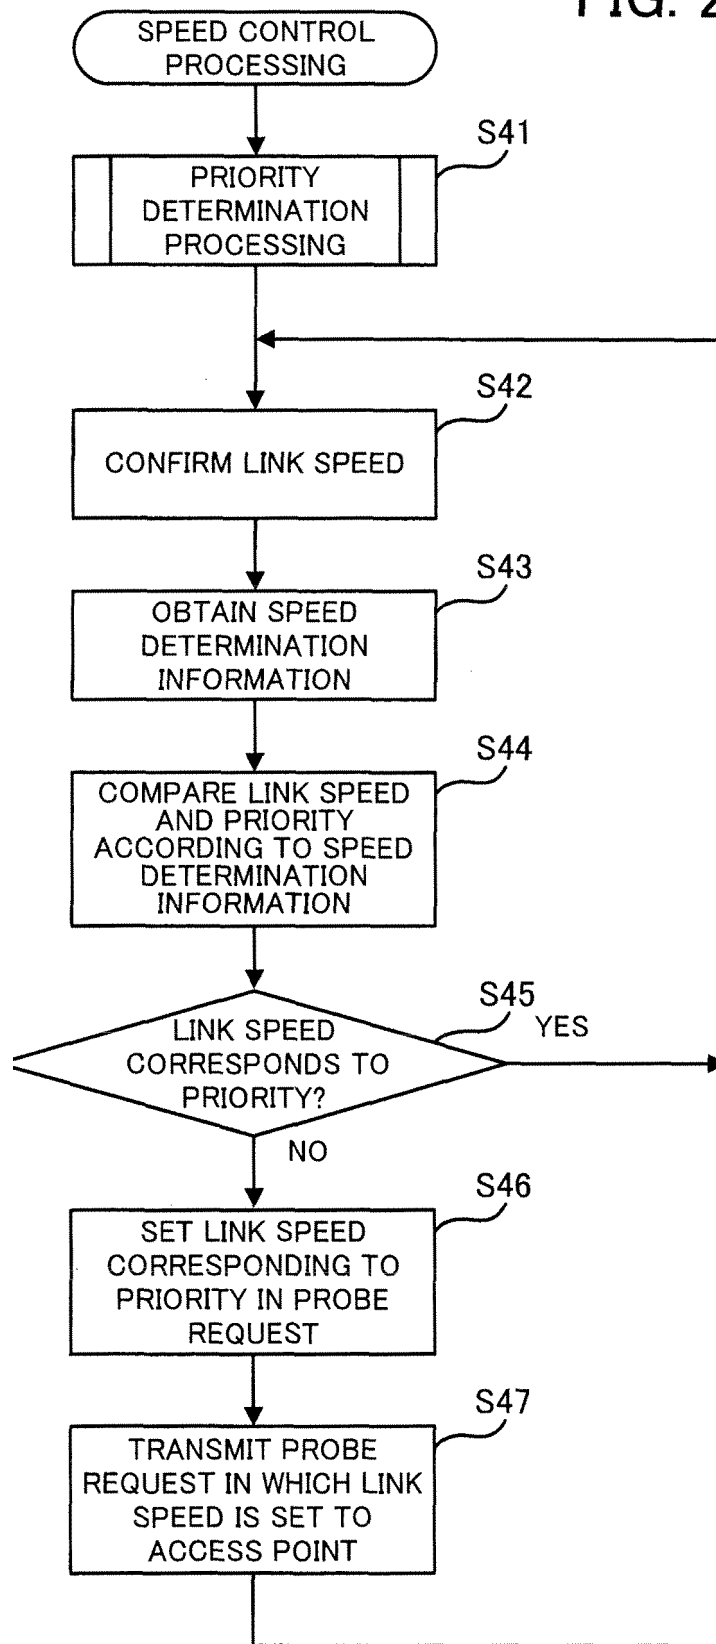 FIG. 2
SPEED CONTROL
PROCESSING
S41
PRIORITY
DETERMINATION
PROCESSING
S42
CONFIRM LINK SPEED
S43
OBTAIN SPEED
DETERMINATION
INFORMATION
S44
COMPARE LINK SPEED
AND PRIORITY
ACCORDING TO SPEED
DETERMINATION
INFORMATION
S45
LINK SPEED
CORRESPONDS TO
PRIORITY?
YES
NO
S46
SET LINK SPEED
CORRESPONDING TO
PRIORITY IN PROBE
REQUEST
S47
TRANSMIT PROBE
REQUEST IN WHICH LINK
SPEED IS SET TO
ACCESS POINT